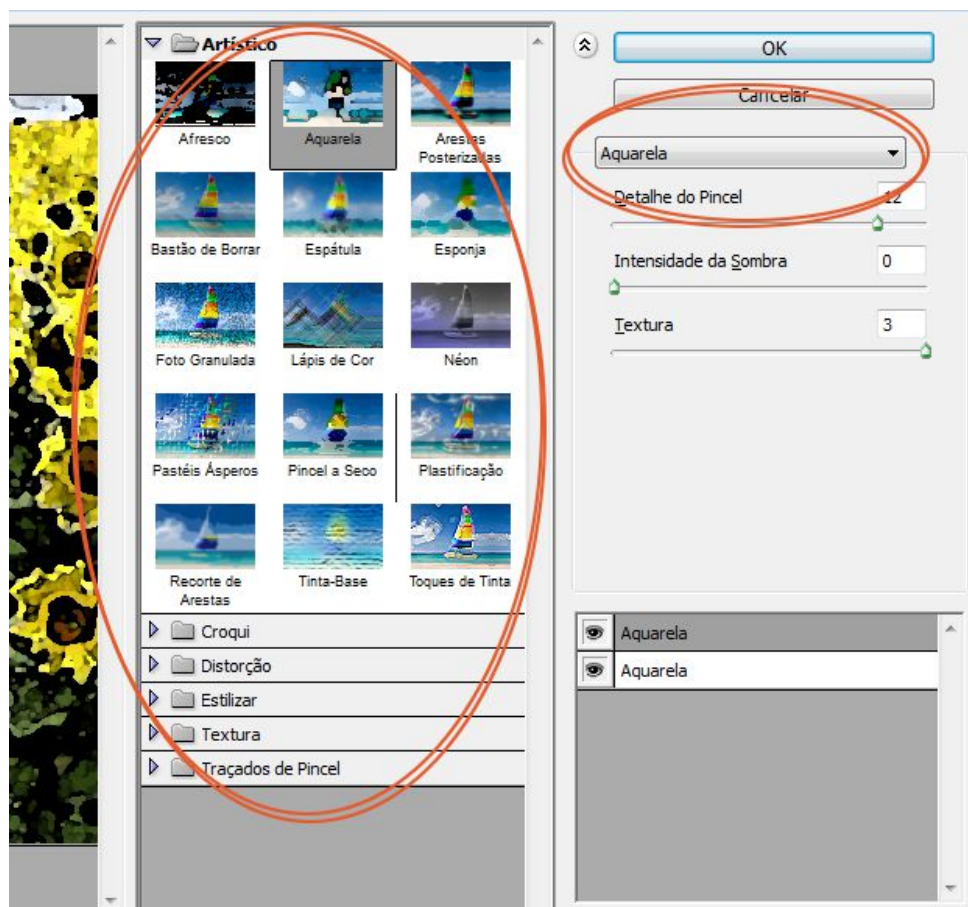 Artístico
Afresco
Aquarela
Arestas
Posterizadas
Bastão de Borrar
Espátula
Esponja
Foto Granulada
Lápis de Cor
Néon
Pastéis Ásperos
Pincel a Seco
Plastificação
Recorte de
Arestas
Tinta-Base
Toques de Tinta
Croqui
Distorção
Estilizar
Textura
Traçados de Pincel
OK
Cancelar
Aquarela
Detalhe do Pincel 12
Intensidade da Sombra 0
Textura 3
Aquarela
Aquarela